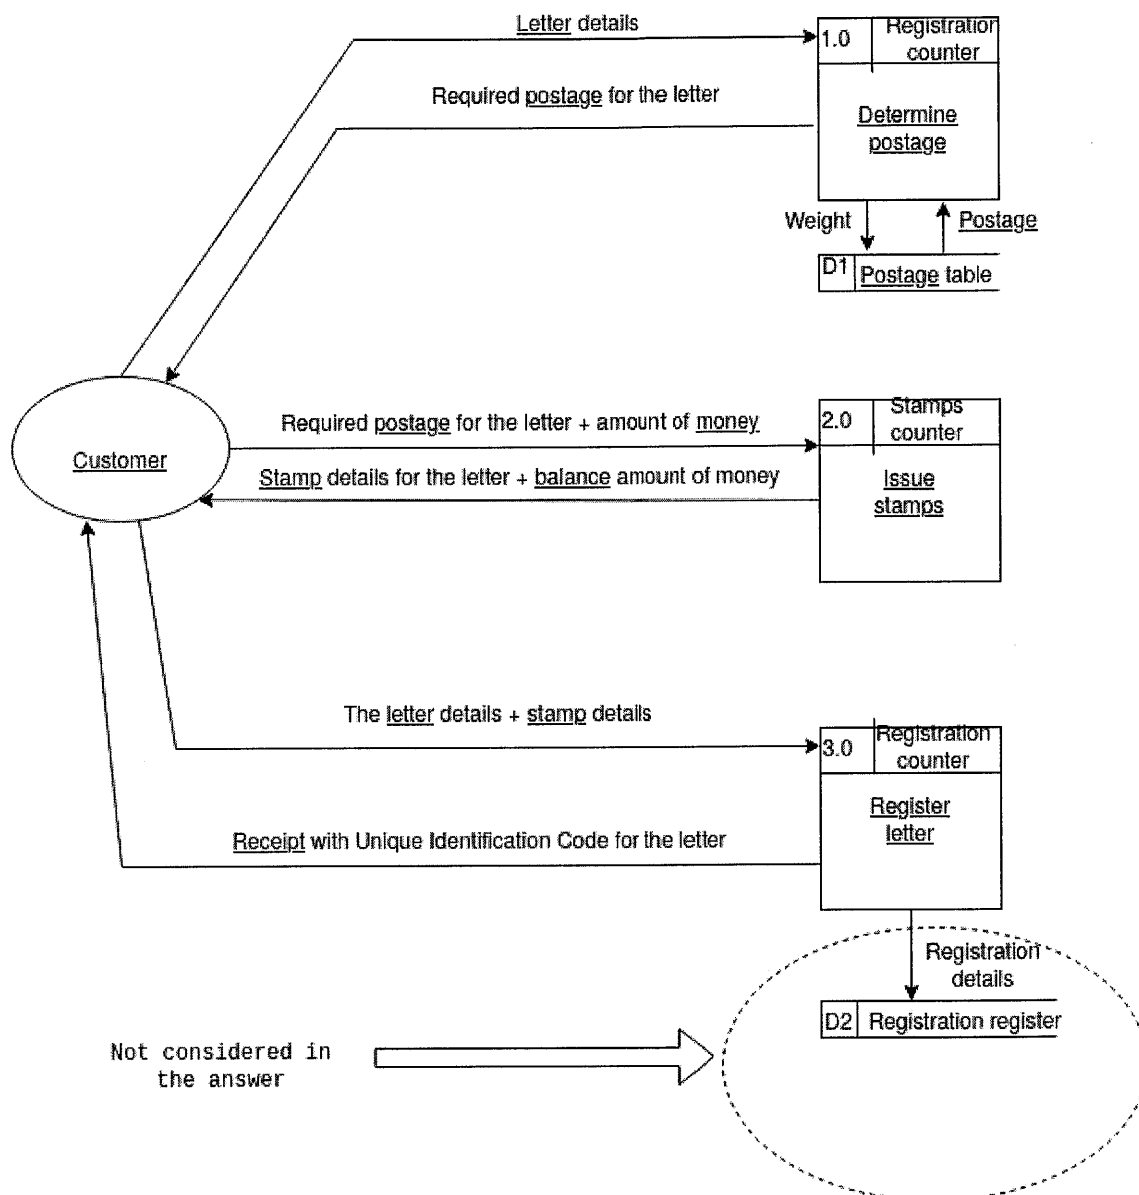 Letter details
1.0
Registration
counter
Required postage for the letter
Determine
postage
Weight
Postage
D1
Postage table
Customer
Required postage for the letter + amount of money
2.0
Stamps
counter
Stamp details for the letter + balance amount of money
Issue
stamps
The letter details + stamp details
3.0
Registration
counter
Register
letter
Receipt with Unique Identification Code for the letter
Registration
details
D2
Registration register
Not considered in
the answer